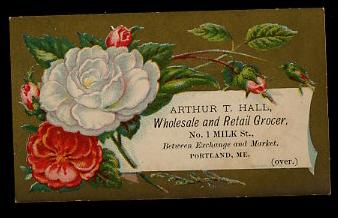 ARTHUR T. HALL,
Wholesale and Retail Grocer,
No. 1 MILK St.,
Between Exchange and Market,
PORTLAND, ME.
(over.)